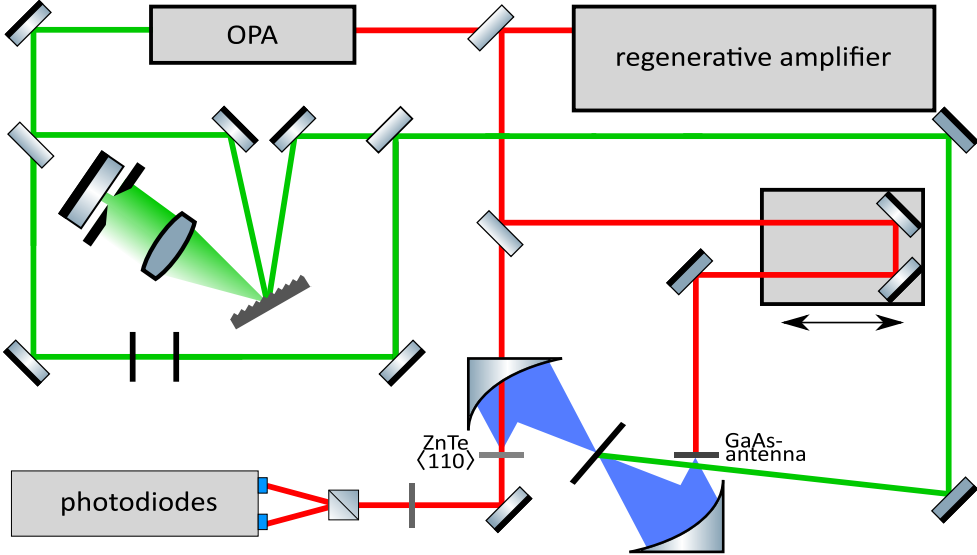 OPA
regenerative amplifier
ZnTe
⟨110⟩
GaAs-
antenna
photodiodes